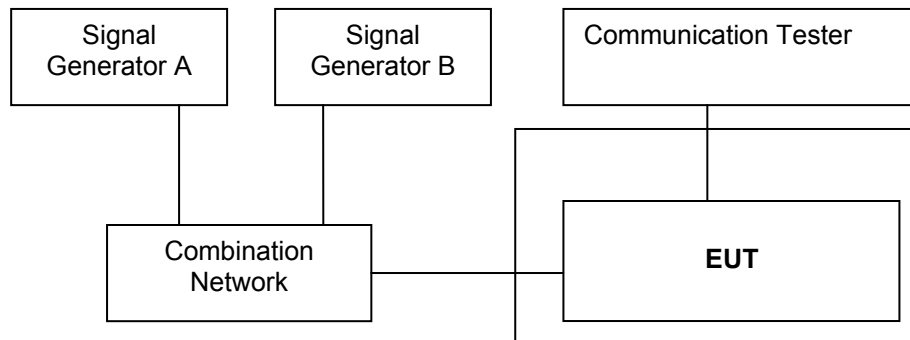 Signal
Generator A
Signal
Generator B
Communication Tester
Combination
Network
EUT